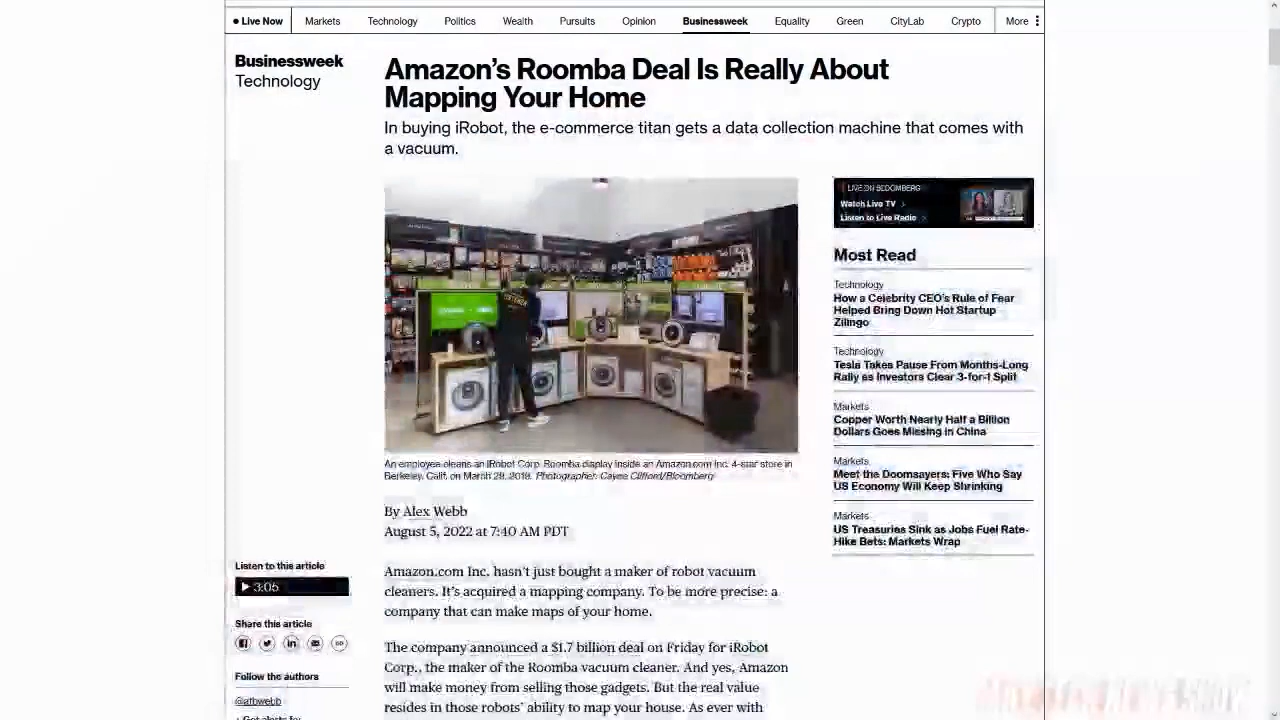 Live Now
Markets
Technology
Politics
Wealth
Pursuits
Opinion
Businessweek
Equality
Green
CityLab
Crypto
More
Businessweek
Technology
Amazon's Roomba Deal Is Really About
Mapping Your Home
In buying iRobot, the e-commerce titan gets a data collection machine that comes with
a vacuum.
An employee cleans an iRobot Corp. Roomba display inside an Amazon.com Inc. 4-star store in
Berkeley, Calif. on March 29, 2019. Photographer: Cayce Clifford/Bloomberg
By Alex Webb
August 5, 2022 at 7:40 AM PDT
Listen to this article
3:05
Share this article
Follow the authors
@atbwebb
+ Get alerts for
Amazon.com Inc. hasn't just bought a maker of robot vacuum
cleaners. It's acquired a mapping company. To be more precise: a
company that can make maps of your home.
The company announced a $1.7 billion deal on Friday for iRobot
Corp., the maker of the Roomba vacuum cleaner. And yes, Amazon
will make money from selling those gadgets. But the real value
resides in those robots' ability to map your house. As ever with
LIVE ON BLOOMBERG
Watch Live TV
Listen to Live Radio
Most Read
Technology
How a Celebrity CEO's Rule of Fear
Helped Bring Down Hot Startup
Zilingo
Technology
Tesla Takes Pause From Months-Long
Rally as Investors Clear 3-for-1 Split
Markets
Copper Worth Nearly Half a Billion
Dollars Goes Missing in China
Markets
Meet the Doomsayers: Five Who Say
US Economy Will Keep Shrinking
Markets
US Treasuries Sink as Jobs Fuel Rate-
Hike Bets: Markets Wrap